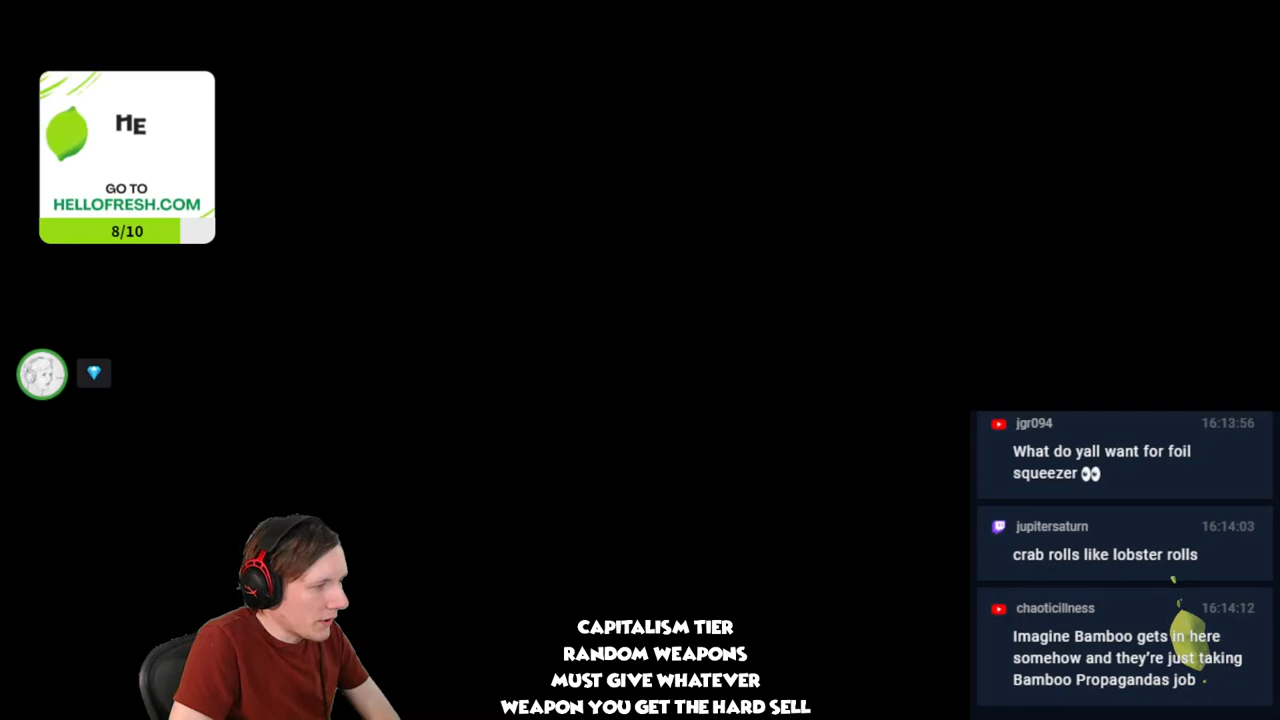 HE
GO TO
HELLOFRESH.COM
8/10
jgr094 16:13:56
What do yall want for foil
squeezer 👀
jupitersaturn 16:14:03
crab rolls like lobster rolls
chaoticillness 16:14:12
Imagine Bamboo gets in here
somehow and they're just taking
Bamboo Propagandas job
CAPITALISM TIER
RANDOM WEAPONS
MUST GIVE WHATEVER
WEAPON YOU GET THE HARD SELL